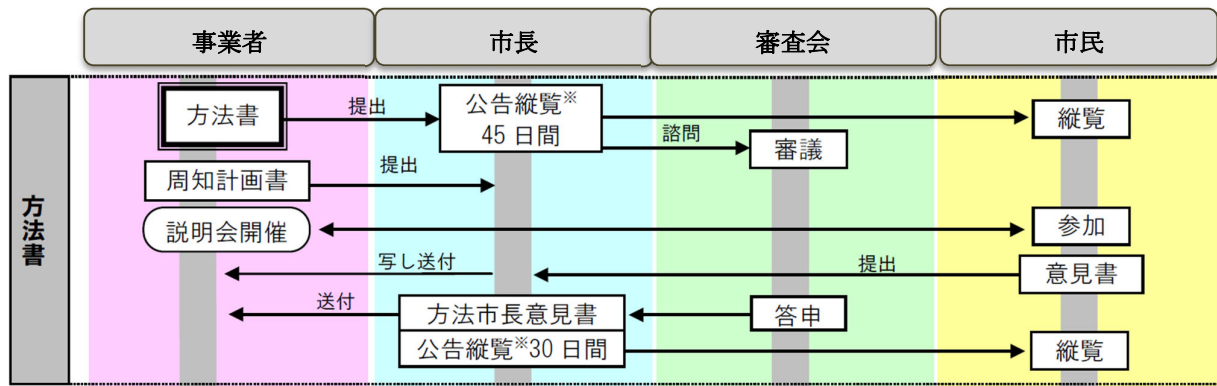 事業者
市長
審査会
市民
方法書
方法書
提出
公告縦覧※
45日間
縦覧
諮問
審議
周知計画書
提出
説明会開催
参加
写し送付
提出
意見書
送付
方法市長意見書
答申
公告縦覧※30日間
縦覧